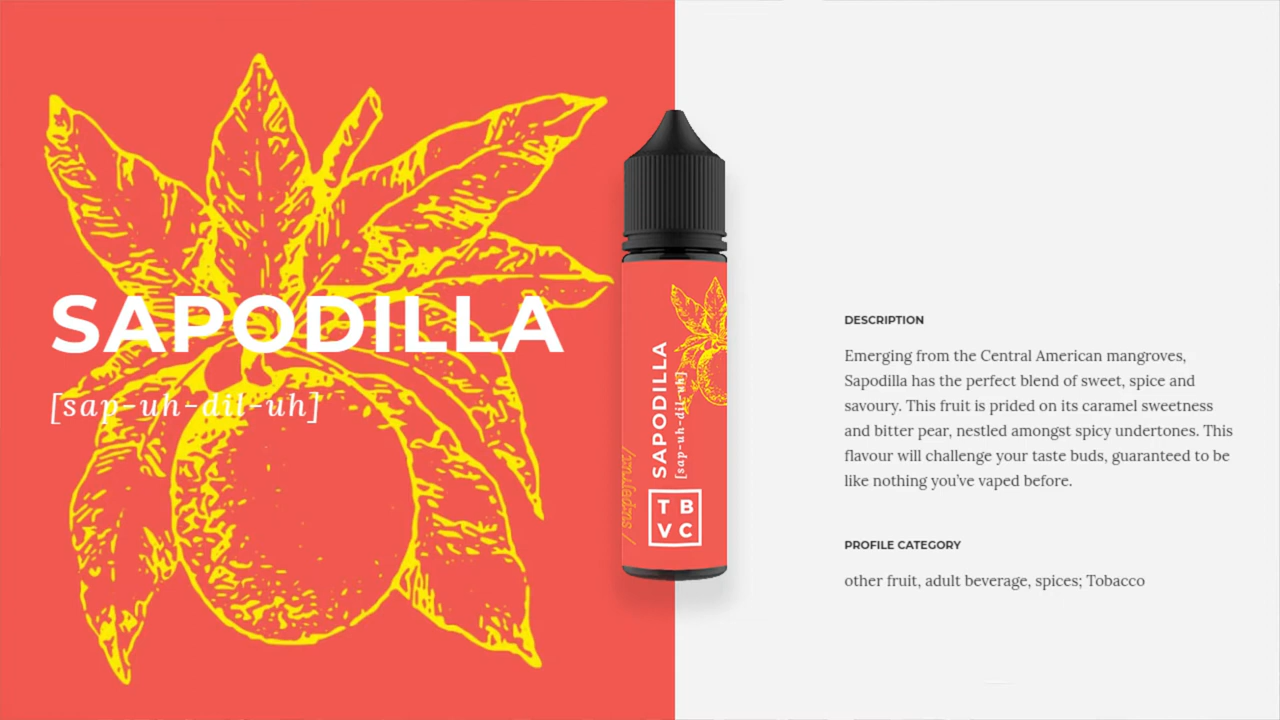 SAPODILLA
[sap-uh-dil-uh]
SAPODILLA
[sap-uh-dil-uh]
T B
V C
DESCRIPTION
Emerging from the Central American mangroves,
Sapodilla has the perfect blend of sweet, spice and
savoury. This fruit is prided on its caramel sweetness
and bitter pear, nestled amongst spicy undertones. This
flavour will challenge your taste buds, guaranteed to be
like nothing you've vaped before.
PROFILE CATEGORY
other fruit, adult beverage, spices; Tobacco